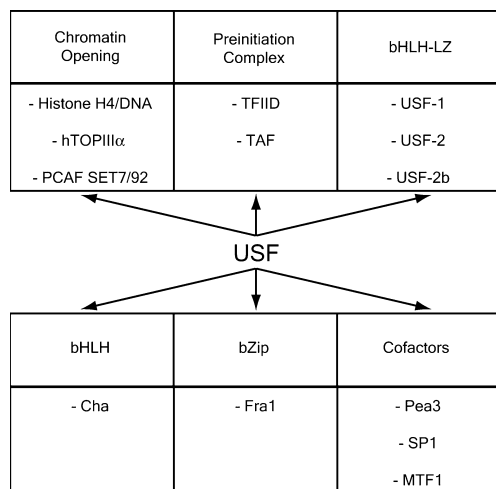 Chromatin
Opening
Preinitiation
Complex
bHLH-LZ
- Histone H4/DNA
- hTOPIIIα
- PCAF SET7/92
- TFIID
- TAF
- USF-1
- USF-2
- USF-2b
USF
bHLH
bZip
Cofactors
- Cha
- Fra1
- Pea3
- SP1
- MTF1